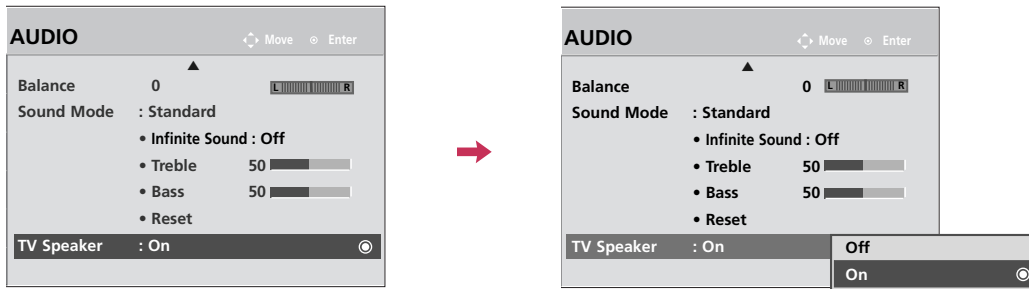 AUDIO
Move Enter
Balance 0 L R
Sound Mode : Standard
• Infinite Sound : Off
• Treble 50
• Bass 50
• Reset
TV Speaker : On
AUDIO
Move Enter
Balance 0 L R
Sound Mode : Standard
• Infinite Sound : Off
• Treble 50
• Bass 50
• Reset
TV Speaker : On
Off
On